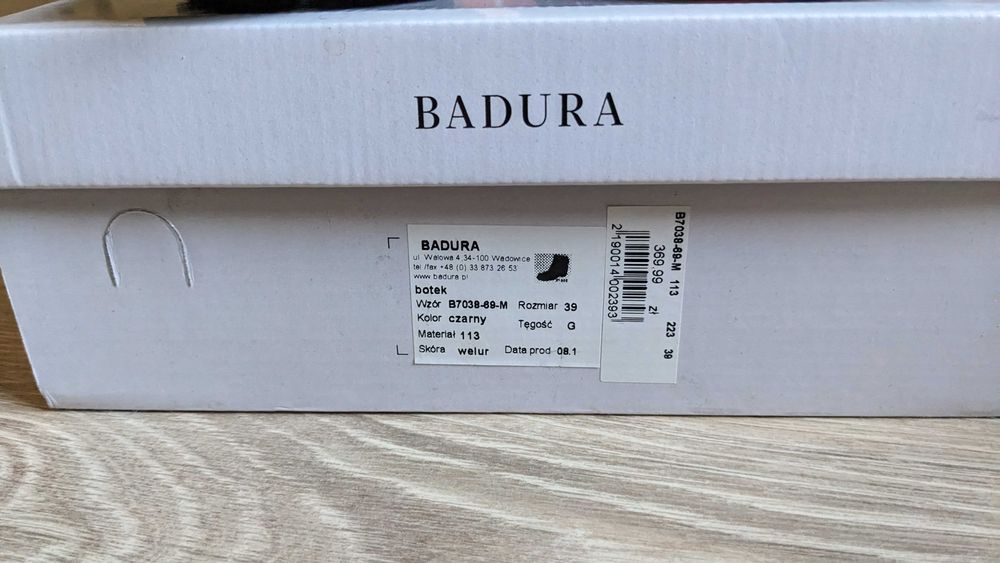 BADURA
BADURA
ul. Wałowa 4 34-100 Wadowice
tel./fax +48 (0) 33 873 26 53
www.badura.pl
botek
Wzór B7038-69-M Rozmiar 39
Kolor czarny Tęgość G
Materiał 113
Skóra welur Data prod 08.1
B7038-69-M 113 223 39
369.99 zł
2190014002393